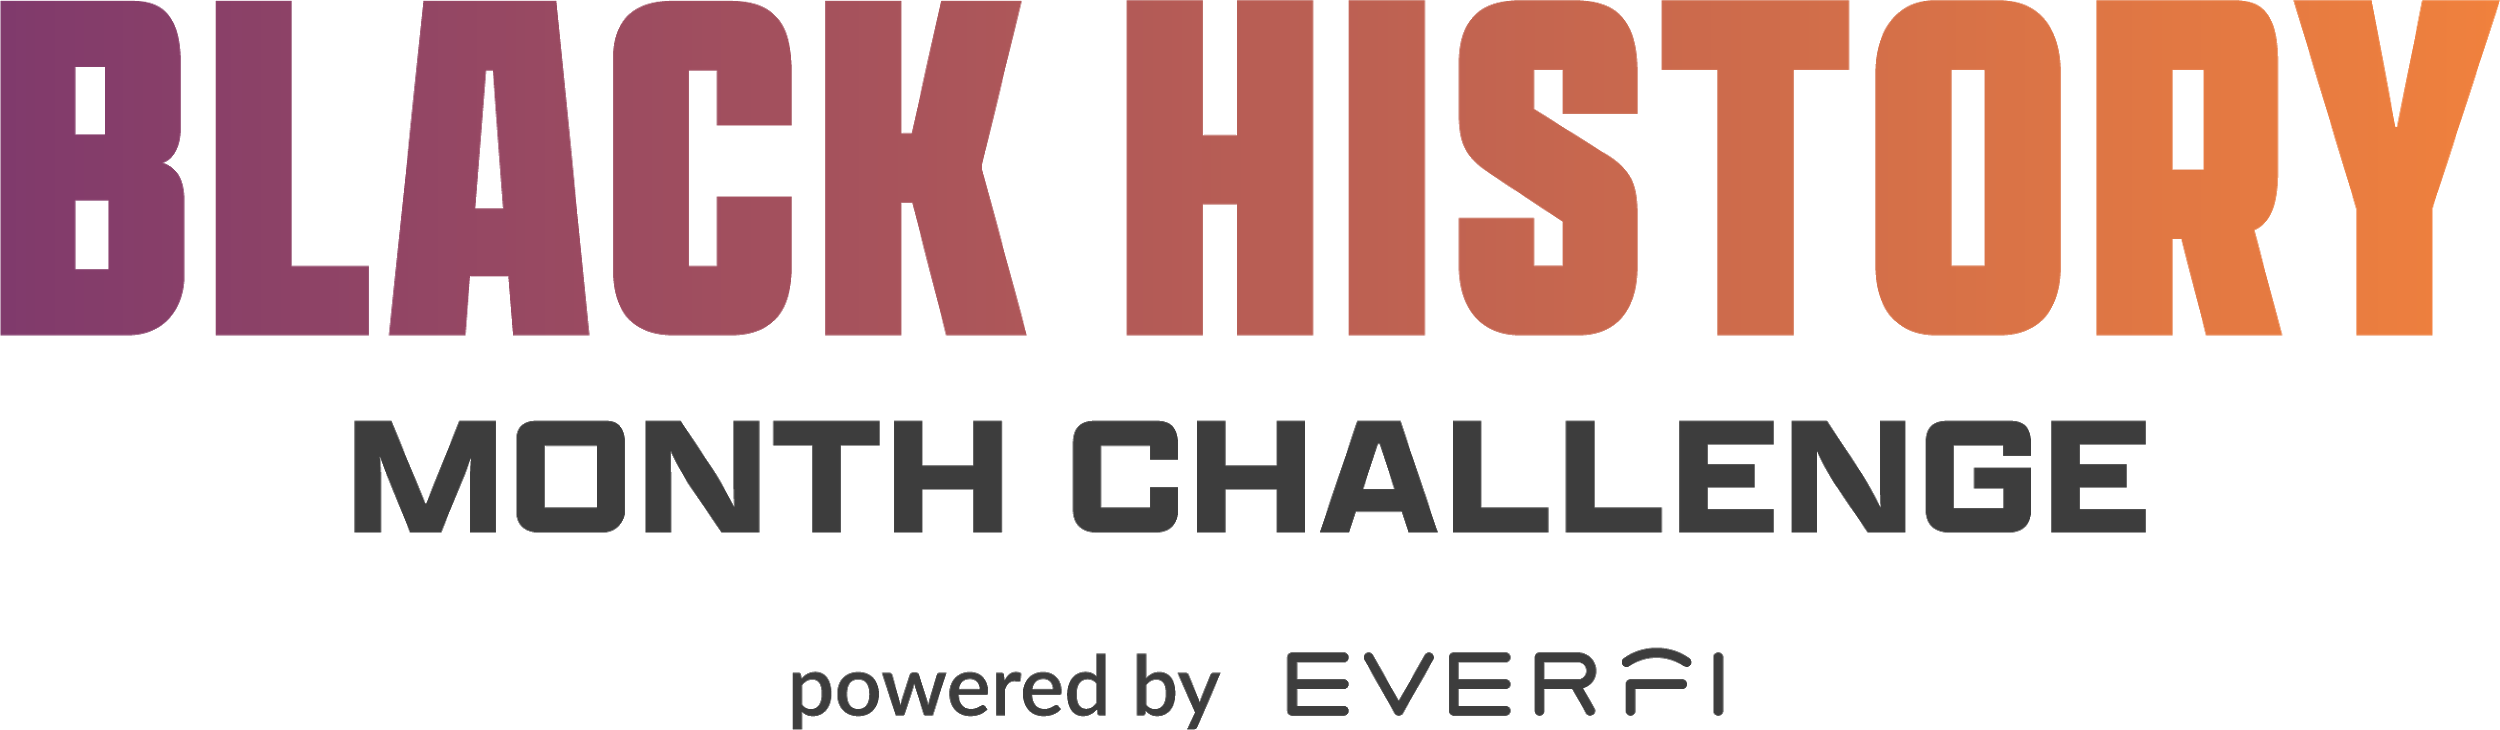 BLACK HISTORY
MONTH CHALLENGE
powered by EVERFI